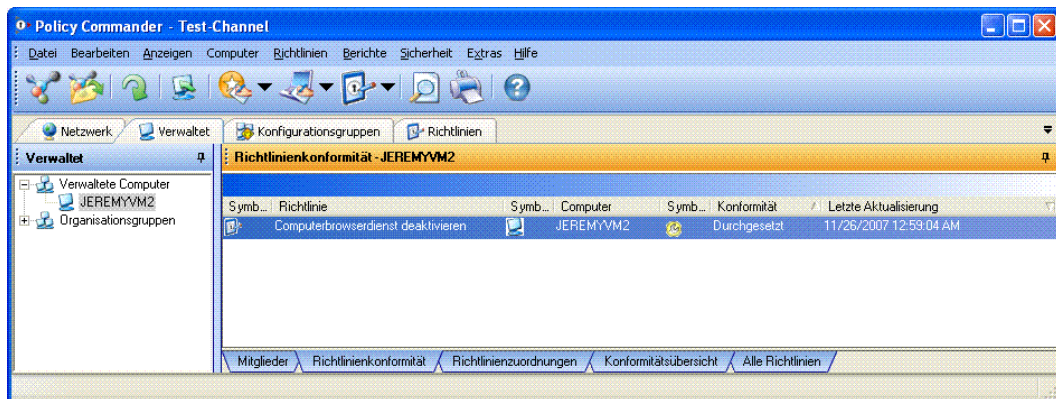 Policy Commander - Test-Channel
Datei Bearbeiten Anzeigen Computer Richtlinien Berichte Sicherheit Extras Hilfe
Netzwerk Verwaltet Konfigurationsgruppen Richtlinien
Verwaltet
Richtlinienkonformität - JEREMYVM2
Verwaltete Computer
JEREMYVM2
Organisationsgruppen
Symb... Richtlinie Symb... Computer Symb... Konformität Letzte Aktualisierung
Computerbrowserdienst deaktivieren JEREMYVM2 Durchgesetzt 11/26/2007 12:59:04 AM
Mitglieder Richtlinienkonformität Richtlinienzuordnungen Konformitätsübersicht Alle Richtlinien